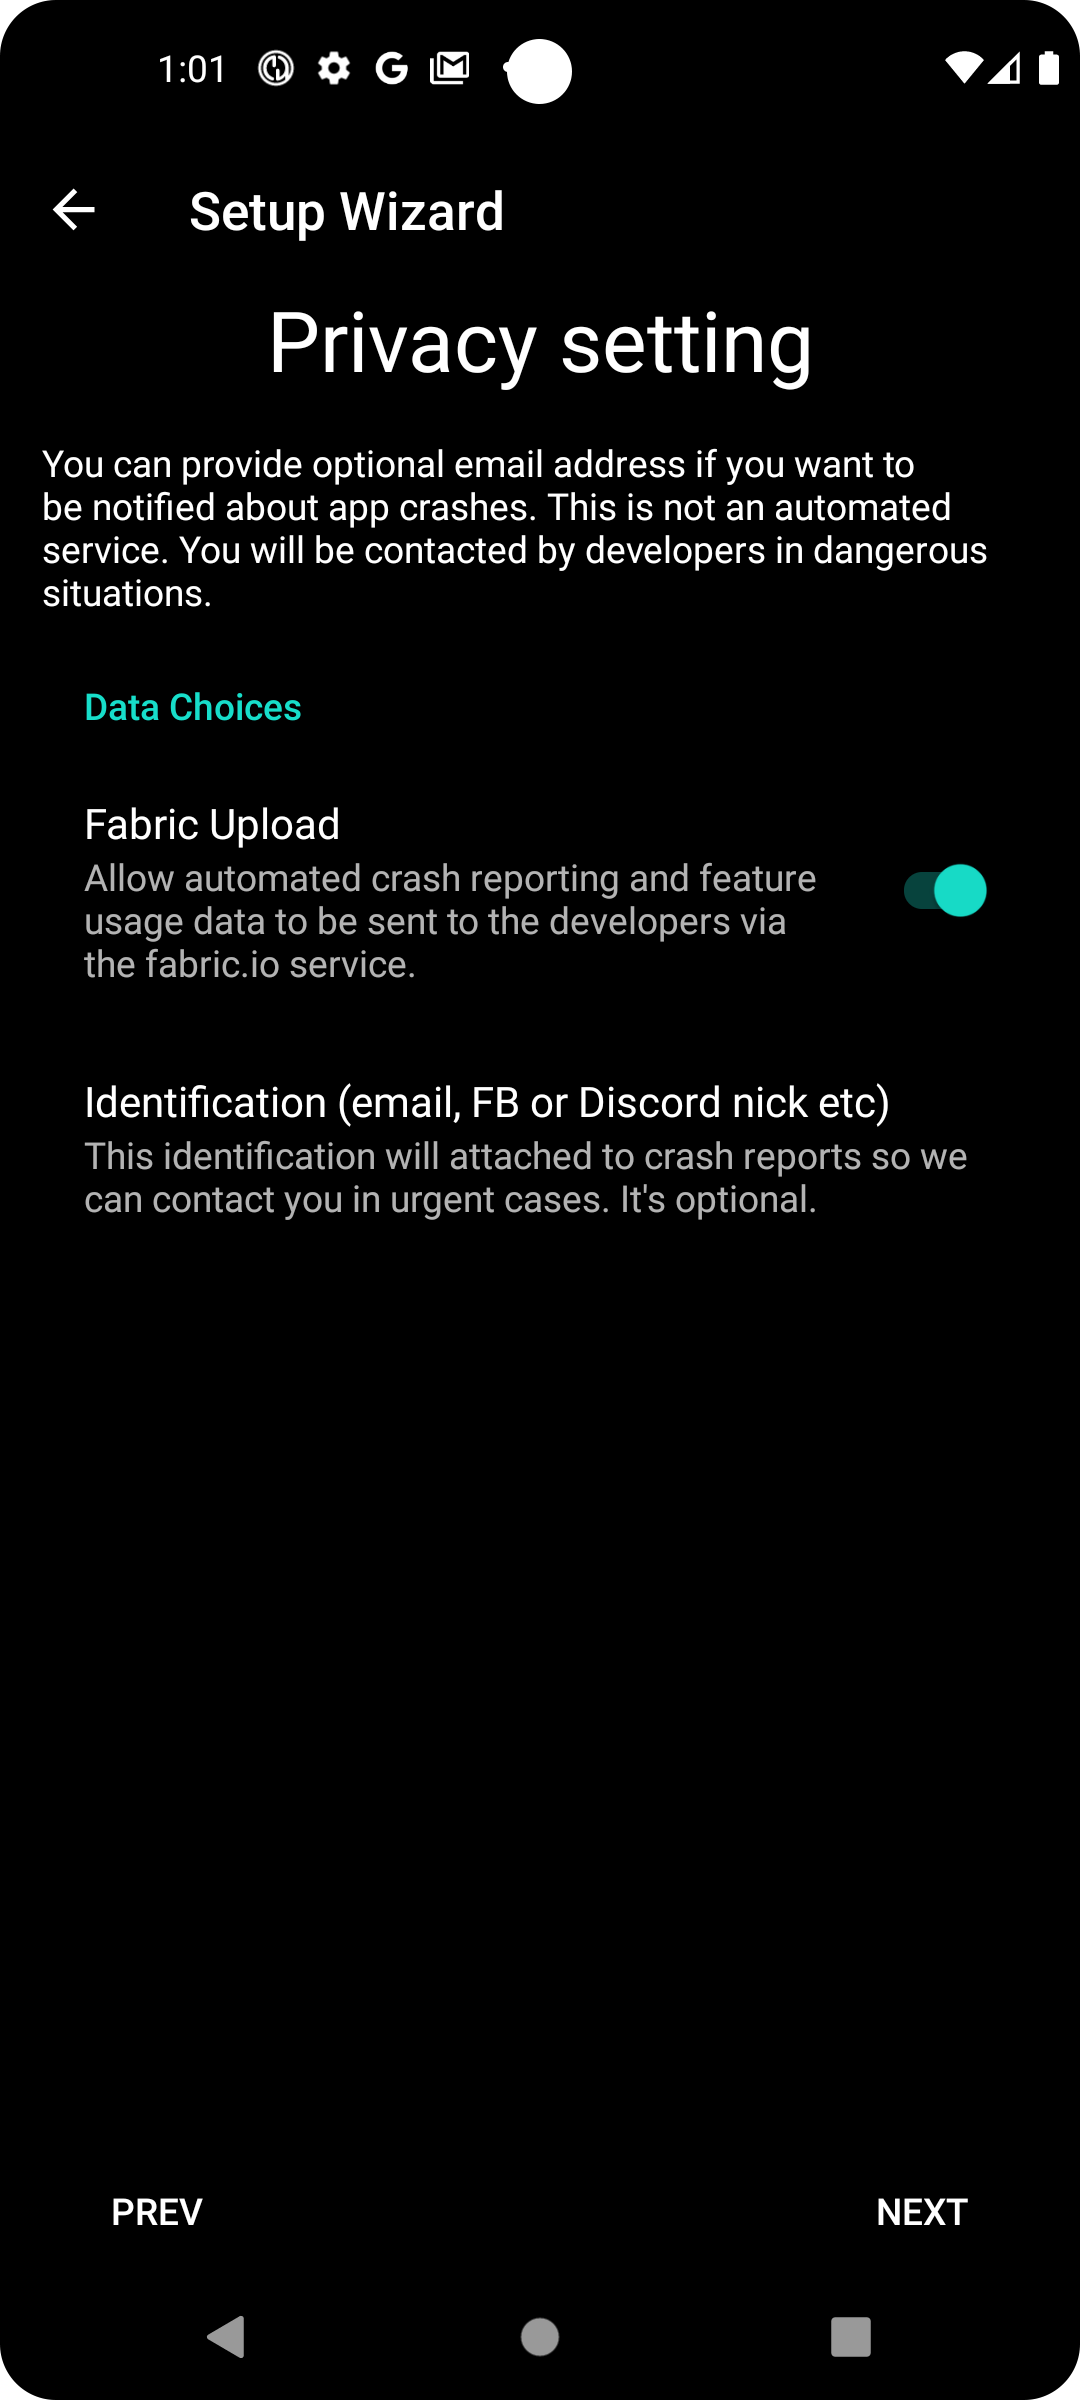 1:01
Setup Wizard
Privacy setting
You can provide optional email address if you want to
be notified about app crashes. This is not an automated
service. You will be contacted by developers in dangerous
situations.
Data Choices
Fabric Upload
Allow automated crash reporting and feature
usage data to be sent to the developers via
the fabric.io service.
Identification (email, FB or Discord nick etc)
This identification will attached to crash reports so we
can contact you in urgent cases. It's optional.
PREV
NEXT